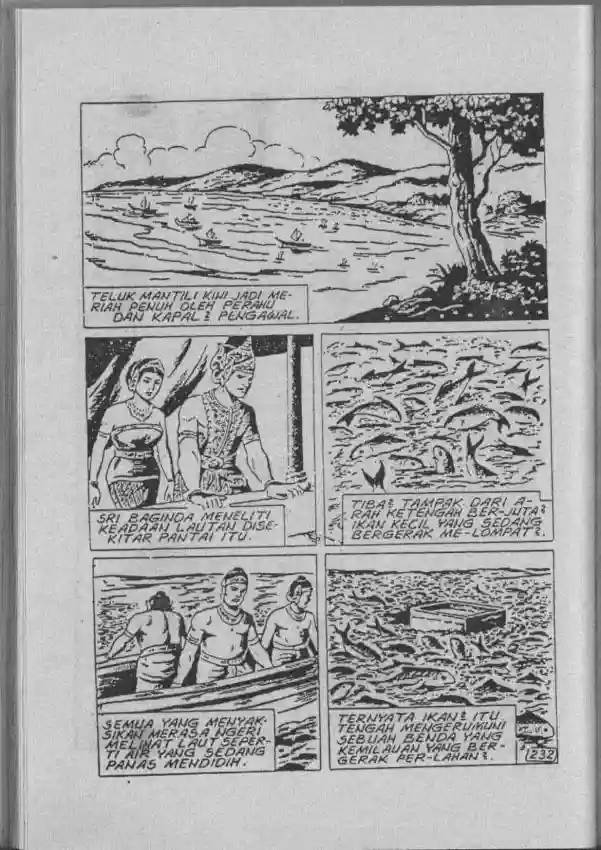 TELUK MANTILI KINI JADI ME-
RIAH PENUH OLEH PERAHU
DAN KAPAL2 PENGAWAL.
SRI BAGINDA MENELITI
KEADAAN LAUTAN DISE-
KITAR PANTAI ITU.
TIBA2 TAMPAK DARI A-
RAH KETENGAH BER-JUTA2
IKAN KECIL YANG SEDANG
BERGERAK ME-LOMPAT2.
SEMUA YANG MENYAK-
SIKAN MERASA NGERI
MELIHAT LAUT SEPER-
TI AIR YANG SEDANG
PANAS MENDIDIH.
TERNYATA IKAN2 ITU
TENGAH MENGERUMUNI
SEBUAH BENDA YANG
KEMILAUAN YANG BER-
GERAK PER-LAHAN2.
232